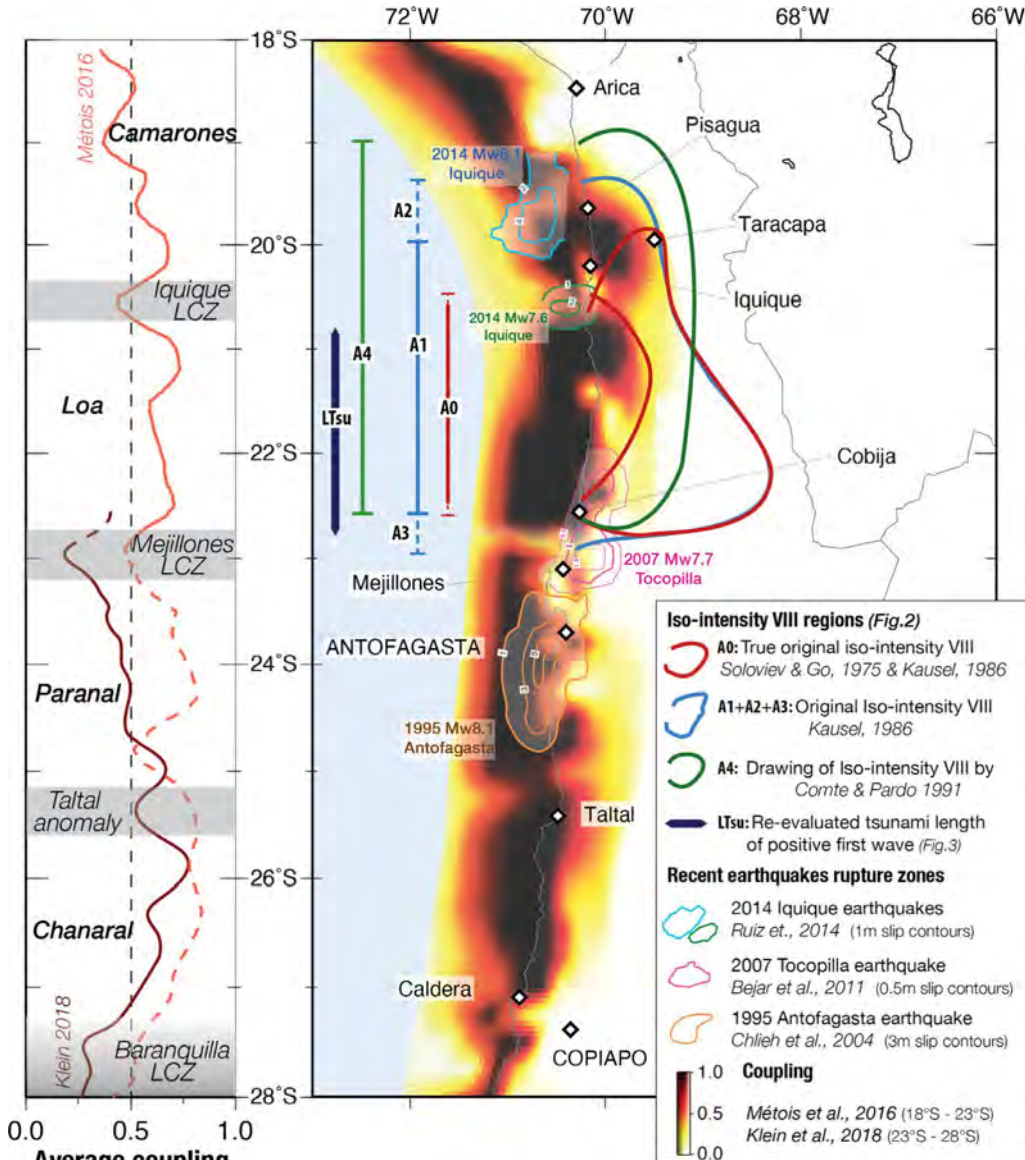 72°W
70°W
68°W
66°W
18°S
20°S
22°S
24°S
26°S
28°S
Métois 2016
Camarones
Iquique
LCZ
Loa
Mejillones
LCZ
Paranal
Taltal
anomaly
Chanaral
Klein 2018
Baranquilla
LCZ
0.0
0.5
1.0
Average coupling
LTsu
A4
A2
A1
A3
A0
Arica
Pisagua
Taracapa
Iquique
Cobija
2014 Mw8.1
Iquique
2014 Mw7.6
Iquique
2007 Mw7.7
Tocopilla
Mejillones
ANTOFAGASTA
1995 Mw8.1
Antofagasta
Taltal
Caldera
COPIAPO
Iso-intensity VIII regions (Fig.2)
A0: True original iso-intensity VIII
Soloviev & Go, 1975 & Kausel, 1986
A1+A2+A3: Original Iso-intensity VIII
Kausel, 1986
A4: Drawing of Iso-intensity VIII by
Comte & Pardo 1991
LTsu: Re-evaluated tsunami length
of positive first wave (Fig.3)
Recent earthquakes rupture zones
2014 Iquique earthquakes
Ruiz et., 2014 (1m slip contours)
2007 Tocopilla earthquake
Bejar et al., 2011 (0.5m slip contours)
1995 Antofagasta earthquake
Chlieh et al., 2004 (3m slip contours)
1.0
0.5
0.0
Coupling
Métois et al., 2016 (18°S - 23°S)
Klein et al., 2018 (23°S - 28°S)